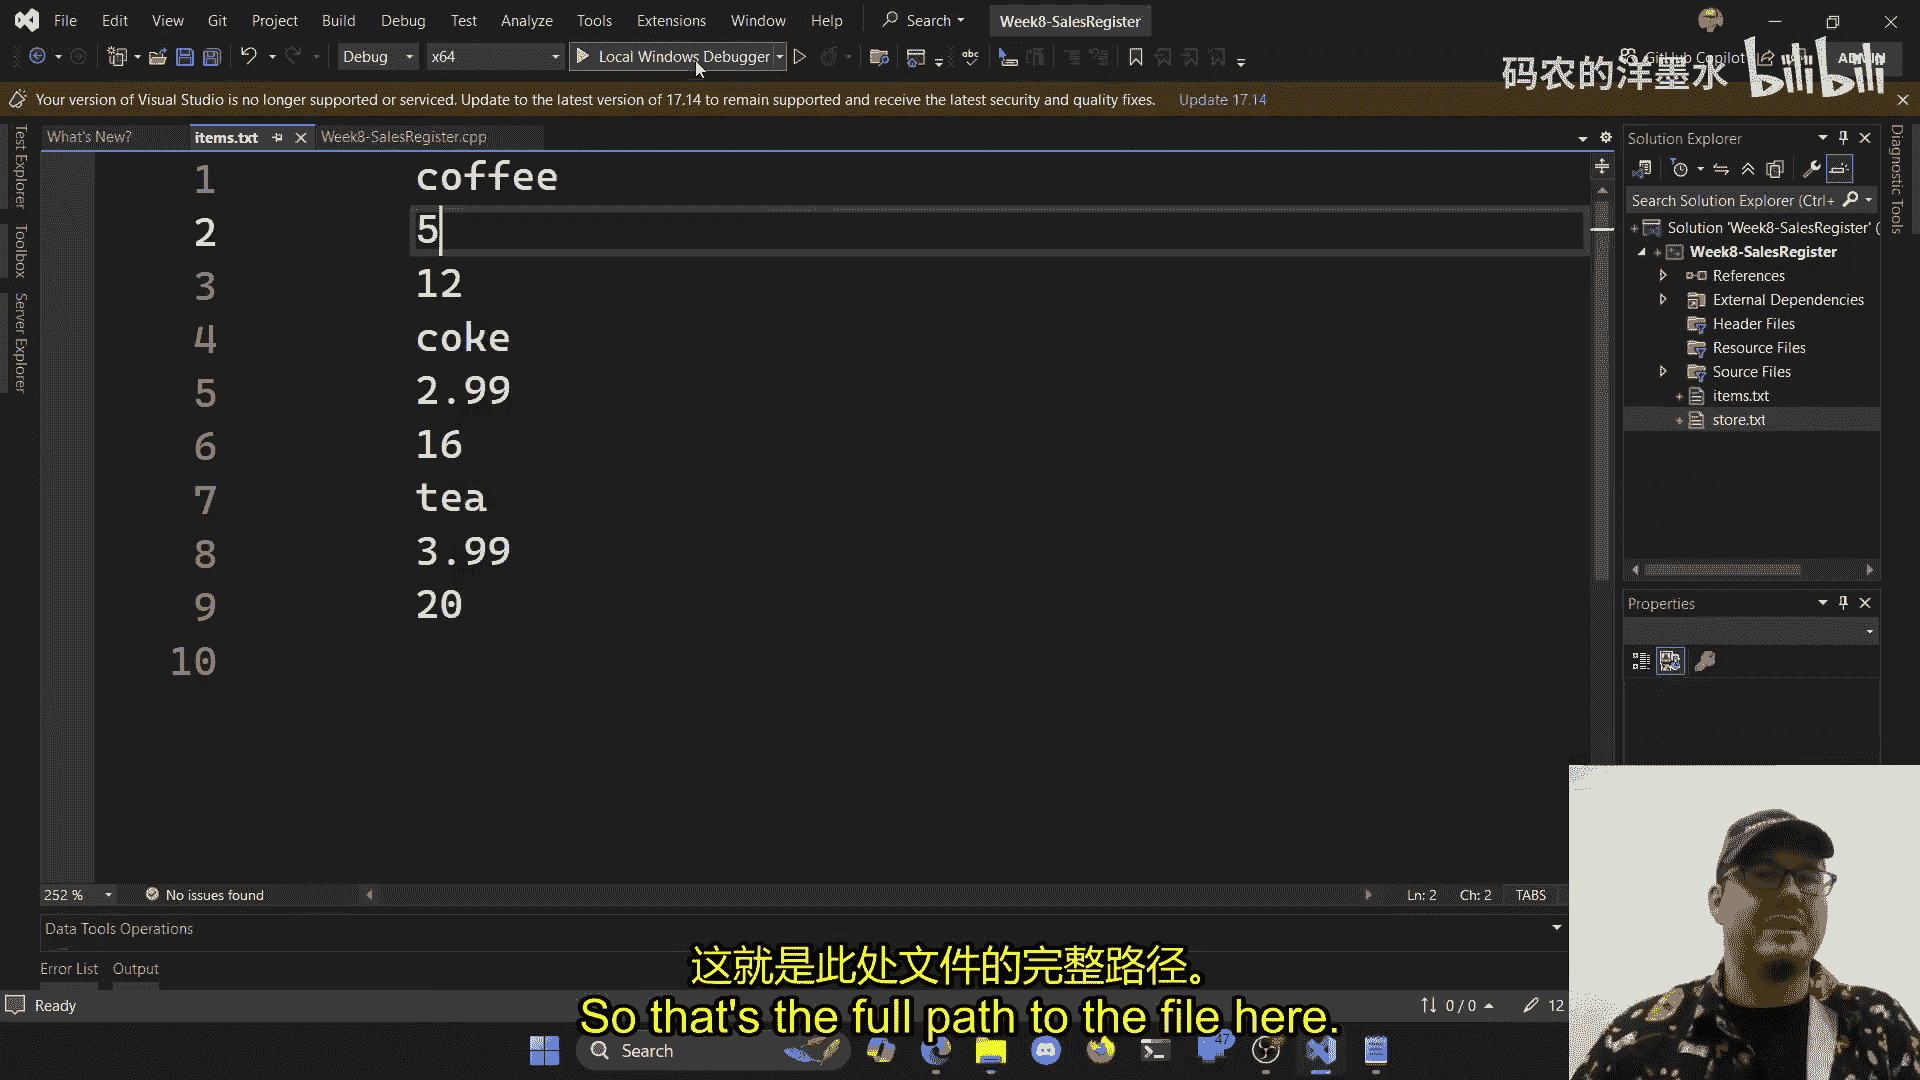 File Edit View Git Project Build Debug Test Analyze Tools Extensions Window Help Search Week8-SalesRegister
Debug x64 Local Windows Debugger GitHub Copilot
码农的洋墨水 bilibili
Your version of Visual Studio is no longer supported or serviced. Update to the latest version of 17.14 to remain supported and receive the latest security and quality fixes. Update 17.14
What's New? items.txt Week8-SalesRegister.cpp
Test Explorer
Toolbox
Server Explorer
1 coffee
2 5
3 12
4 coke
5 2.99
6 16
7 tea
8 3.99
9 20
10
Solution Explorer
Search Solution Explorer (Ctrl+
Solution 'Week8-SalesRegister' (
Week8-SalesRegister
References
External Dependencies
Header Files
Resource Files
Source Files
items.txt
store.txt
Properties
Diagnostic Tools
252 % No issues found Ln: 2 Ch: 2 TABS
Data Tools Operations
Error List Output
Ready 0 / 0 12
这就是此处文件的完整路径。
So that's the full path to the file here.
Search 47